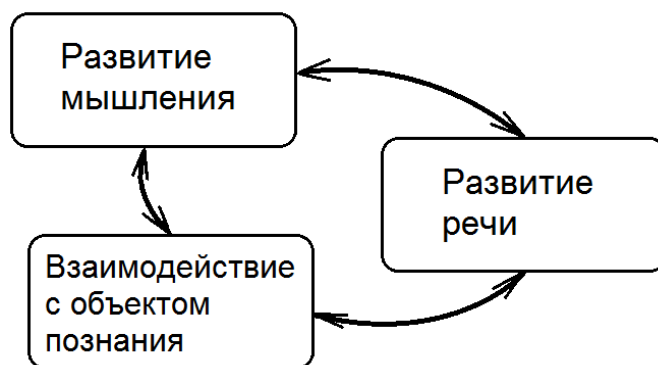 Развитие
мышления
Развитие
речи
Взаимодействие
с объектом
познания